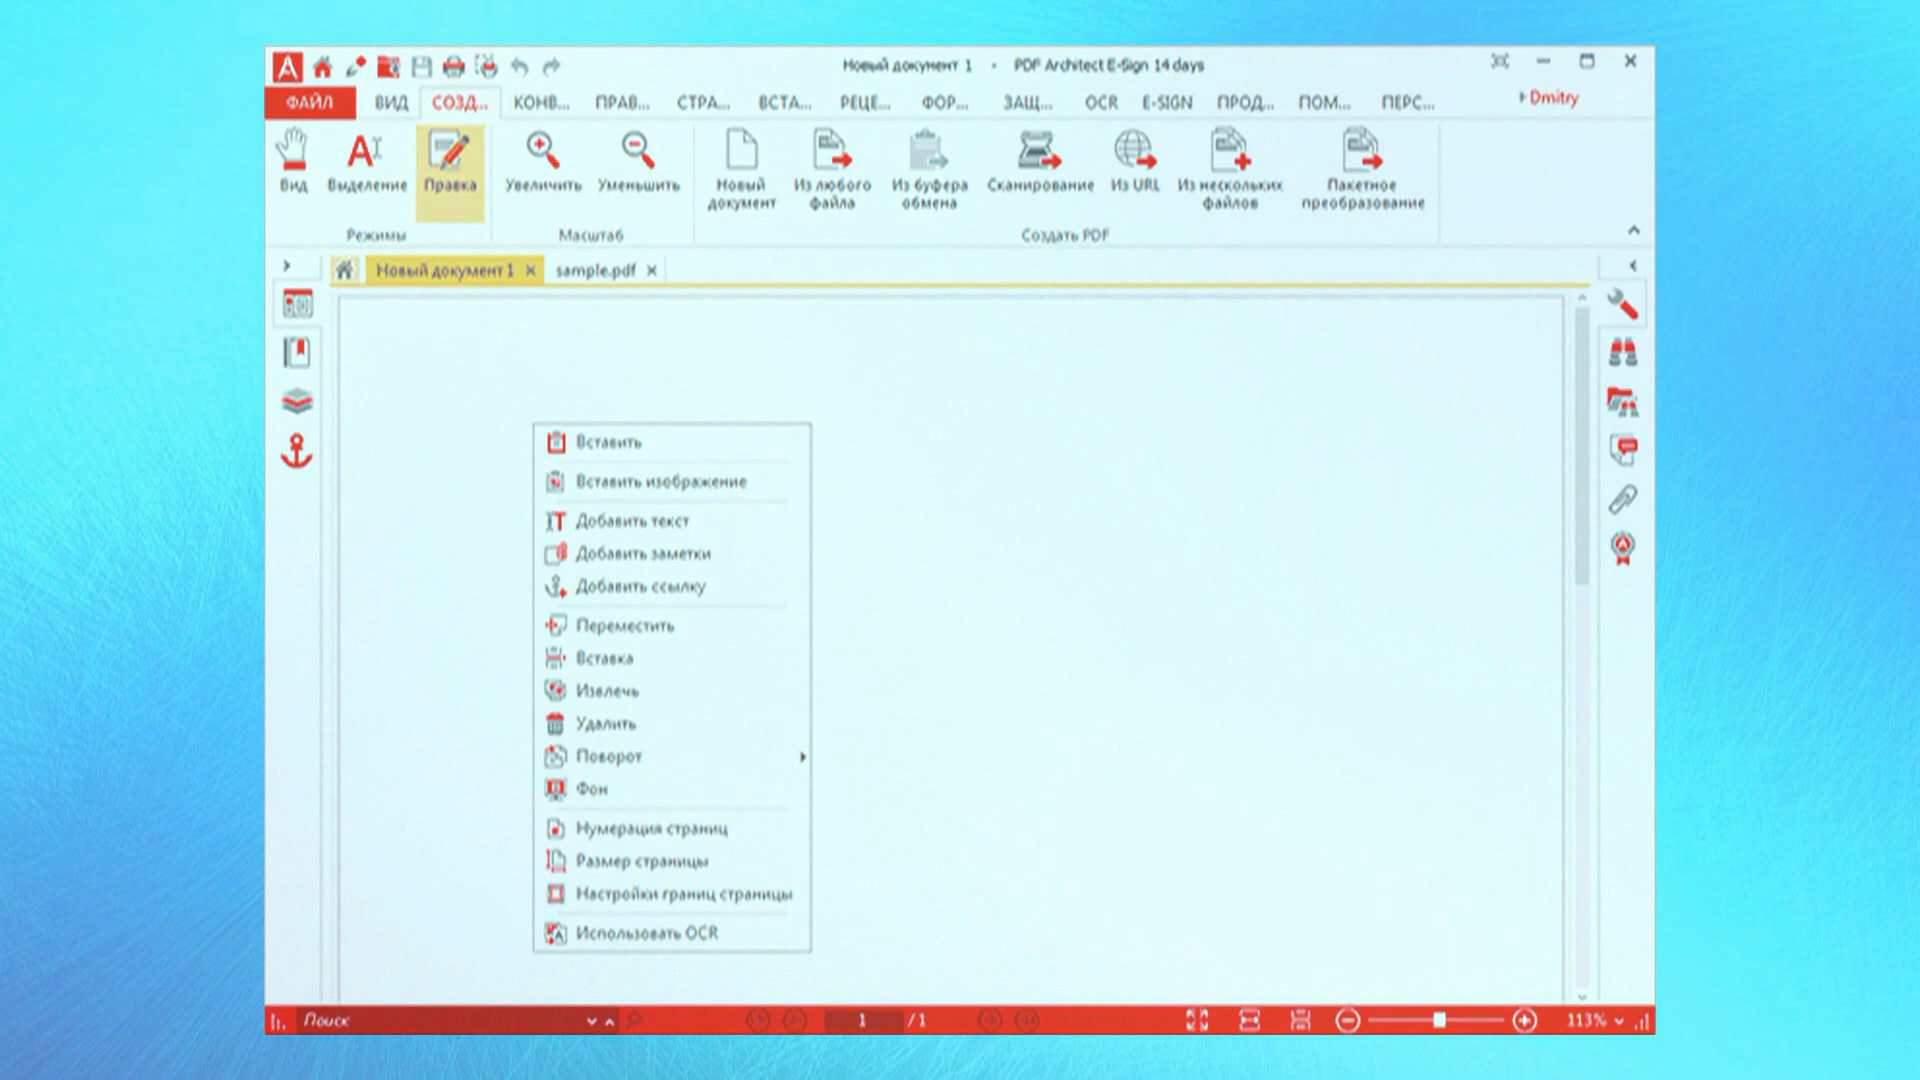 Новый документ 1 - PDF Architect E-Sign 14 days
ФАЙЛ ВИД СОЗД... КОНВ... ПРАВ... СТРА... ВСТА... РЕЦЕ... ФОР... ЗАЩ... OCR E-SIGN ПРОД... ПОМ... ПЕРС... Dmitry
Вид Выделение Правка Увеличить Уменьшить Новый документ Из любого файла Из буфера обмена Сканирование Из URL Из нескольких файлов Пакетное преобразование
Режимы Масштаб Создать PDF
Новый документ 1 sample.pdf
Вставить
Вставить изображение
Добавить текст
Добавить заметки
Добавить ссылку
Переместить
Вставка
Извлечь
Удалить
Поворот
Фон
Нумерация страниц
Размер страницы
Настройки границ страницы
Использовать OCR
Поиск 1 / 1 113%